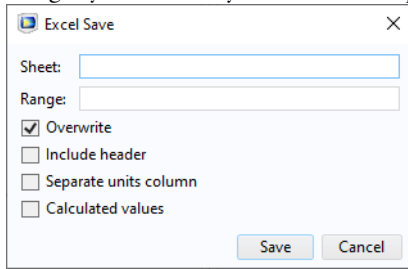 Excel Save
Sheet:
Range:
Overwrite
Include header
Separate units column
Calculated values
Save Cancel